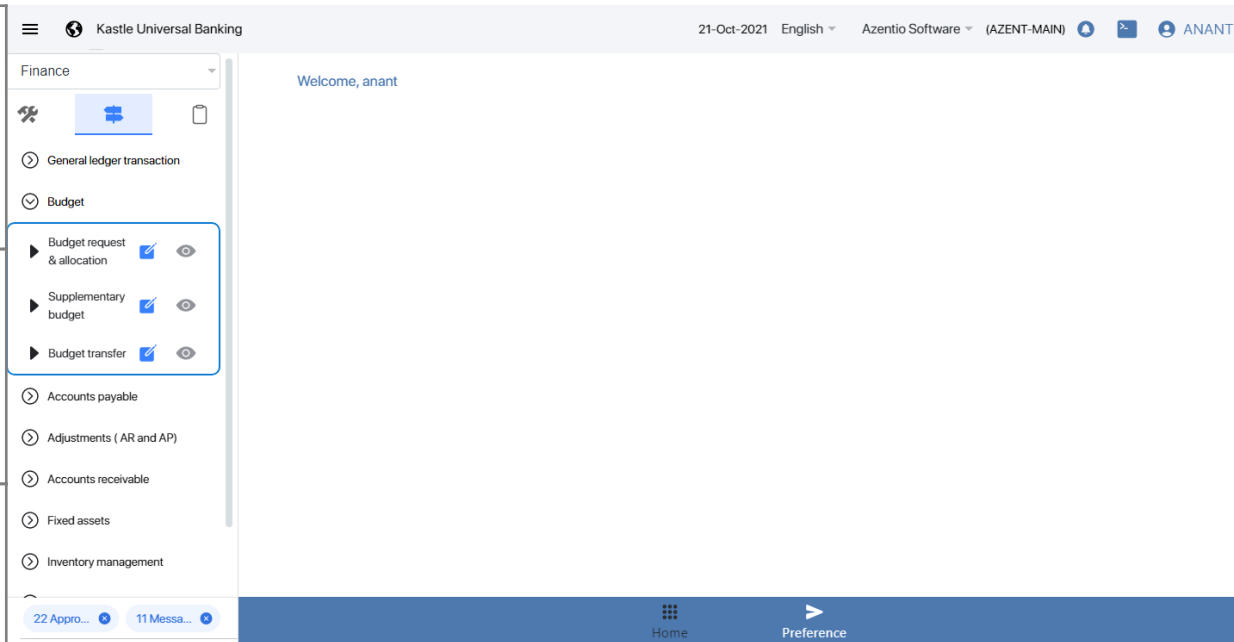 Kastle Universal Banking
21-Oct-2021 English Azentio Software (AZENT-MAIN) ANANT
Finance
Welcome, anant
General ledger transaction
Budget
Budget request
& allocation
Supplementary
budget
Budget transfer
Accounts payable
Adjustments ( AR and AP)
Accounts receivable
Fixed assets
Inventory management
22 Appro... 11 Messa...
Home Preference